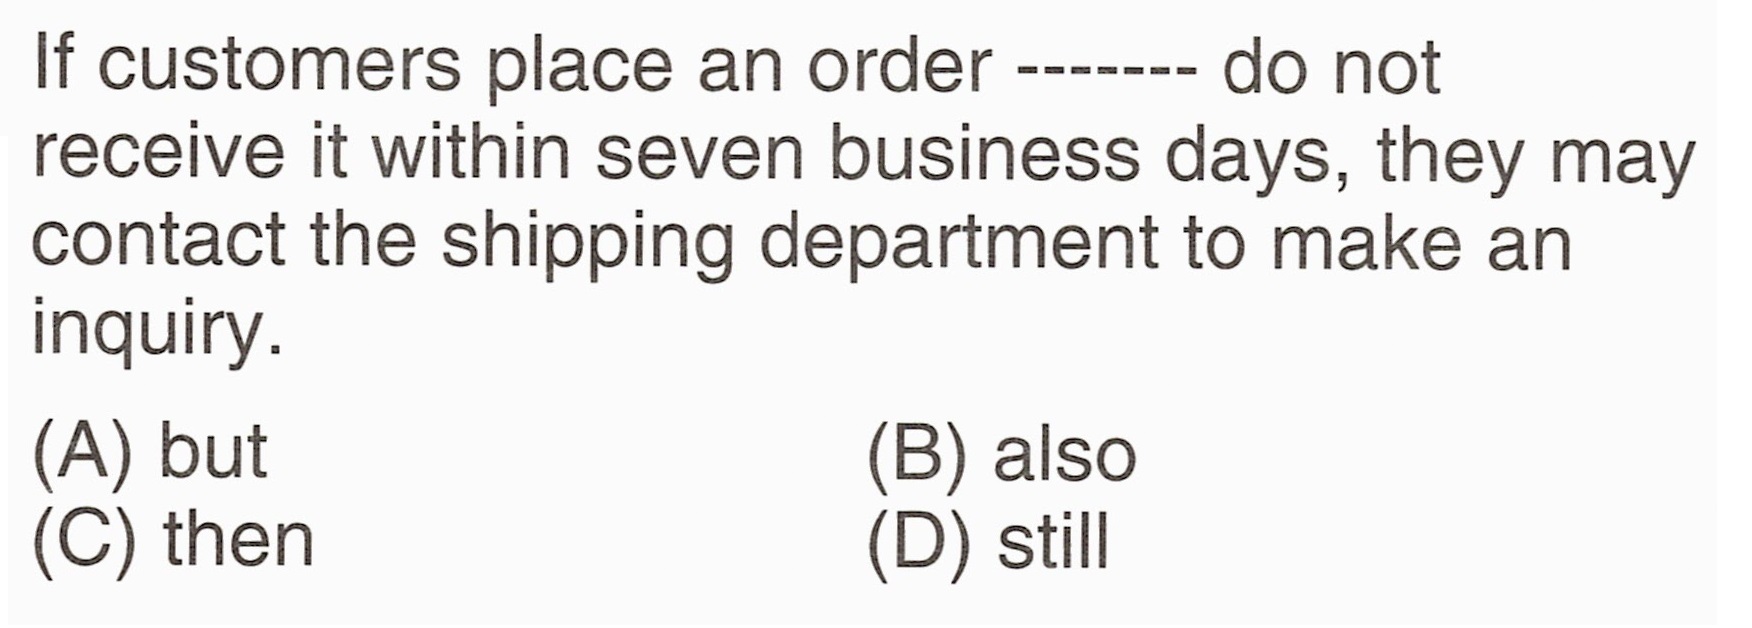 If customers place an order ------- do not
receive it within seven business days, they may
contact the shipping department to make an
inquiry.
(A) but (B) also
(C) then (D) still